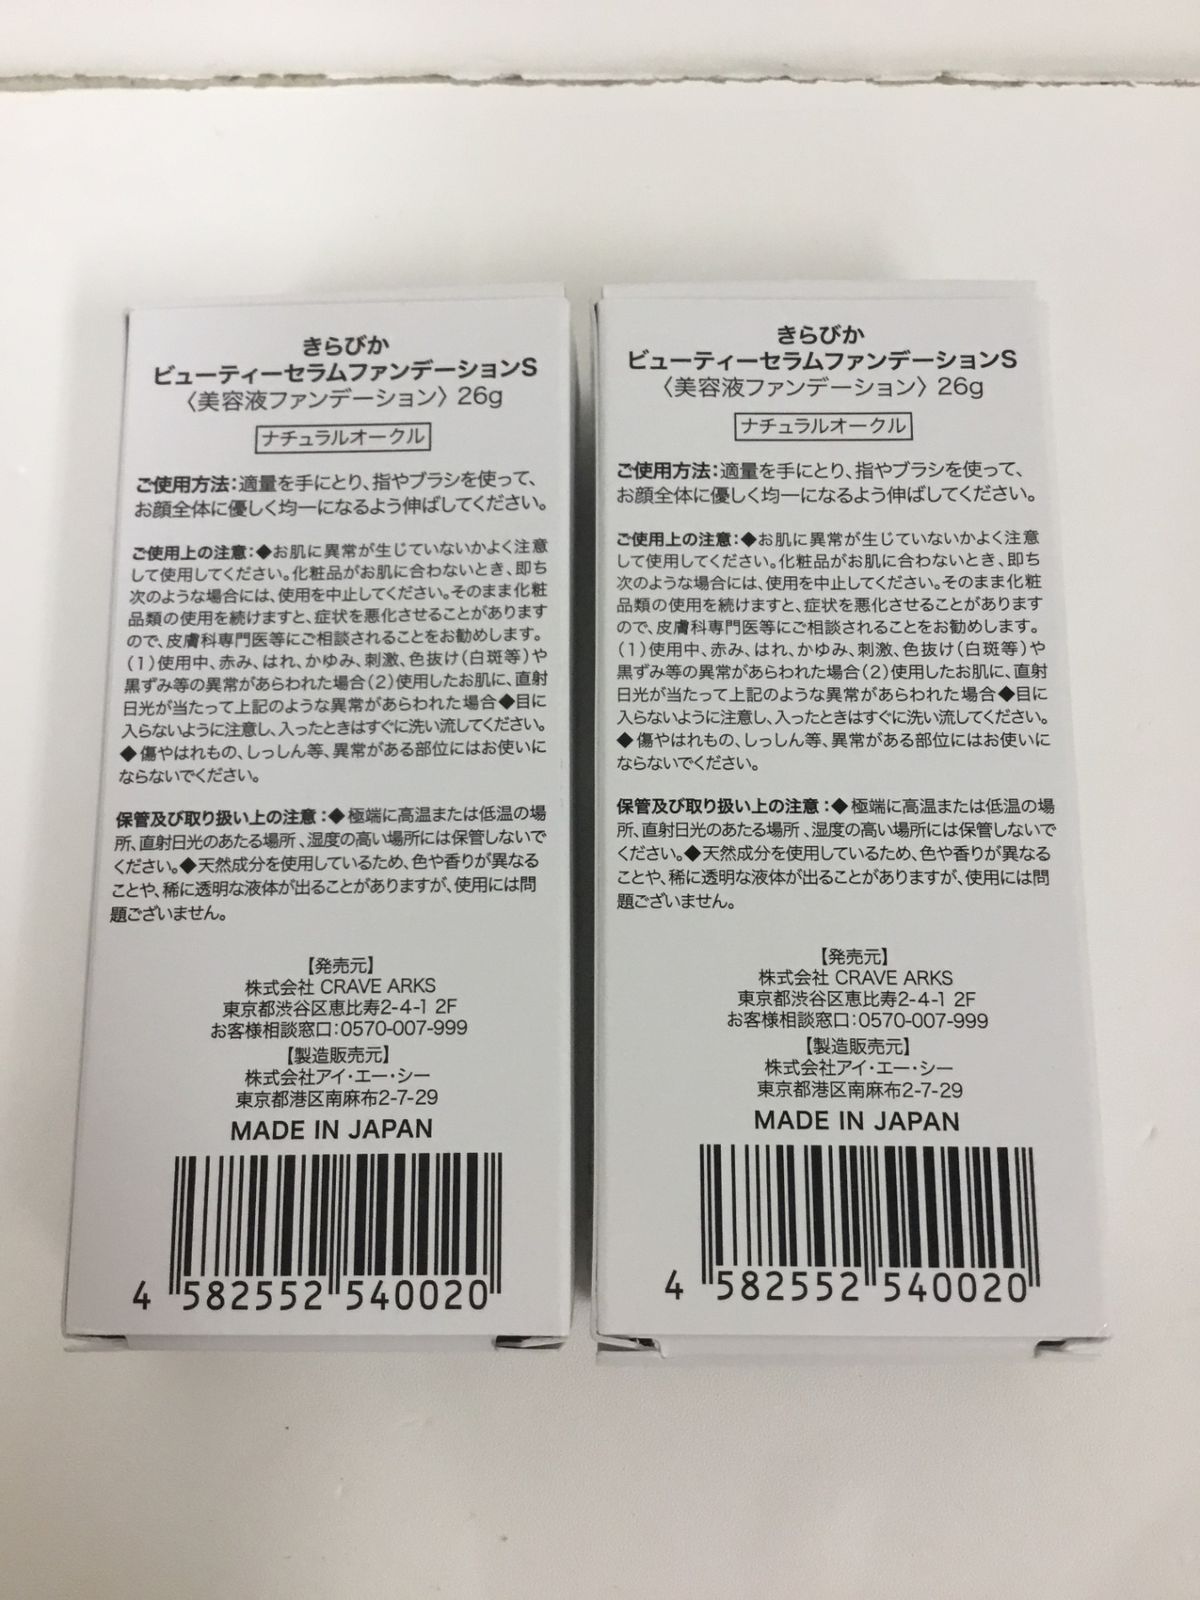 きらびか
ビューティーセラムファンデーションS
〈美容液ファンデーション〉 26g
ナチュラルオークル
ご使用方法:適量を手にとり、指やブラシを使って、
お顔全体に優しく均一になるよう伸ばしてください。
ご使用上の注意:◆お肌に異常が生じていないかよく注意
して使用してください。化粧品がお肌に合わないとき、即ち
次のような場合には、使用を中止してください。そのまま化粧
品類の使用を続けますと、症状を悪化させることがあります
ので、皮膚科専門医等にご相談されることをお勧めします。
(1)使用中、赤み、はれ、かゆみ、刺激、色抜け(白斑等)や
黒ずみ等の異常があらわれた場合(2)使用したお肌に、直射
日光が当たって上記のような異常があらわれた場合◆目に
入らないように注意し、入ったときはすぐに洗い流してください。
◆傷やはれもの、しっしん等、異常がある部位にはお使いに
ならないでください。
保管及び取り扱い上の注意:◆極端に高温または低温の場
所、直射日光のあたる場所、湿度の高い場所には保管しないで
ください。◆天然成分を使用しているため、色や香りが異なる
ことや、稀に透明な液体が出ることがありますが、使用には問
題ございません。
【発売元】
株式会社 CRAVE ARKS
東京都渋谷区恵比寿2-4-1 2F
お客様相談窓口:0570-007-999
【製造販売元】
株式会社アイ・エー・シー
東京都港区南麻布2-7-29
MADE IN JAPAN
4 582552 540020
きらびか
ビューティーセラムファンデーションS
〈美容液ファンデーション〉 26g
ナチュラルオークル
ご使用方法:適量を手にとり、指やブラシを使って、
お顔全体に優しく均一になるよう伸ばしてください。
ご使用上の注意:◆お肌に異常が生じていないかよく注意
して使用してください。化粧品がお肌に合わないとき、即ち
次のような場合には、使用を中止してください。そのまま化粧
品類の使用を続けますと、症状を悪化させることがあります
ので、皮膚科専門医等にご相談されることをお勧めします。
(1)使用中、赤み、はれ、かゆみ、刺激、色抜け(白斑等)や
黒ずみ等の異常があらわれた場合(2)使用したお肌に、直射
日光が当たって上記のような異常があらわれた場合◆目に
入らないように注意し、入ったときはすぐに洗い流してください。
◆傷やはれもの、しっしん等、異常がある部位にはお使いに
ならないでください。
保管及び取り扱い上の注意:◆極端に高温または低温の場
所、直射日光のあたる場所、湿度の高い場所には保管しないで
ください。◆天然成分を使用しているため、色や香りが異なる
ことや、稀に透明な液体が出ることがありますが、使用には問
題ございません。
【発売元】
株式会社 CRAVE ARKS
東京都渋谷区恵比寿2-4-1 2F
お客様相談窓口:0570-007-999
【製造販売元】
株式会社アイ・エー・シー
東京都港区南麻布2-7-29
MADE IN JAPAN
4 582552 540020